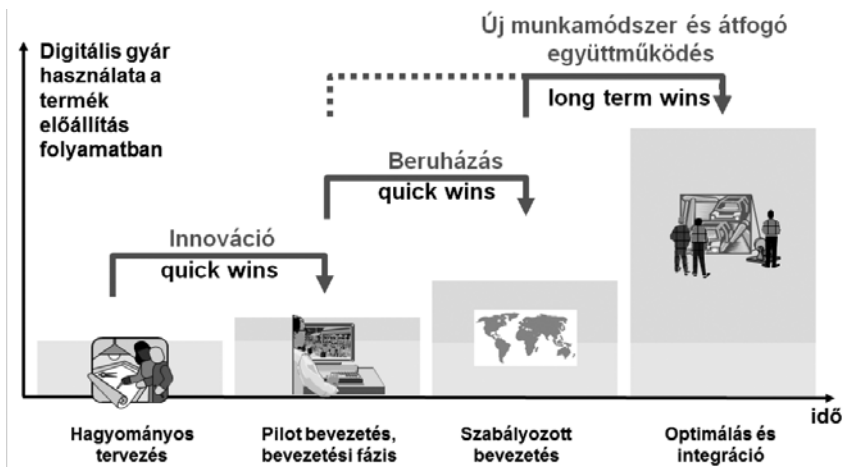 Digitális gyár
használata a
termék
előállítás
folyamatban
Új munkamódszer és átfogó
együttműködés
long term wins
Beruházás
quick wins
Innováció
quick wins
idő
Hagyományos
tervezés
Pilot bevezetés,
bevezetési fázis
Szabályozott
bevezetés
Optimálás és
integráció